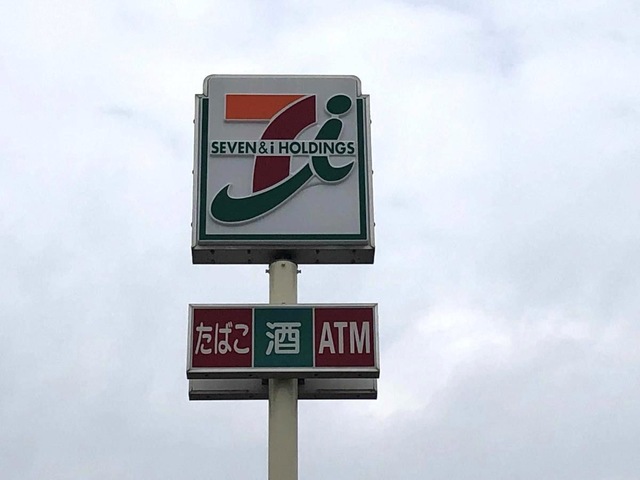 SEVEN & i HOLDINGS
たばこ 酒 ATM